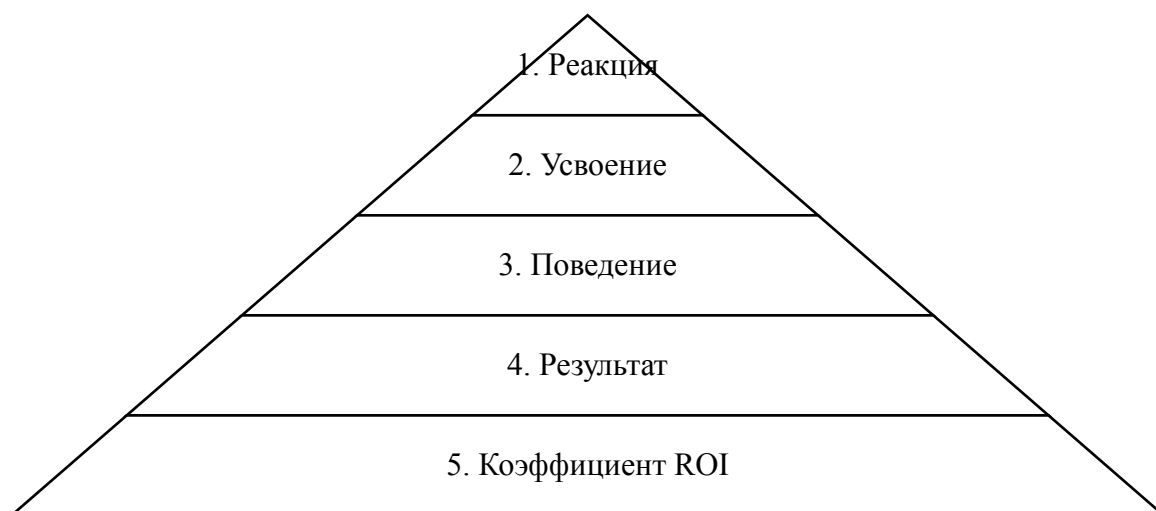 1. Реакция
2. Усвоение
3. Поведение
4. Результат
5. Коэффициент ROI